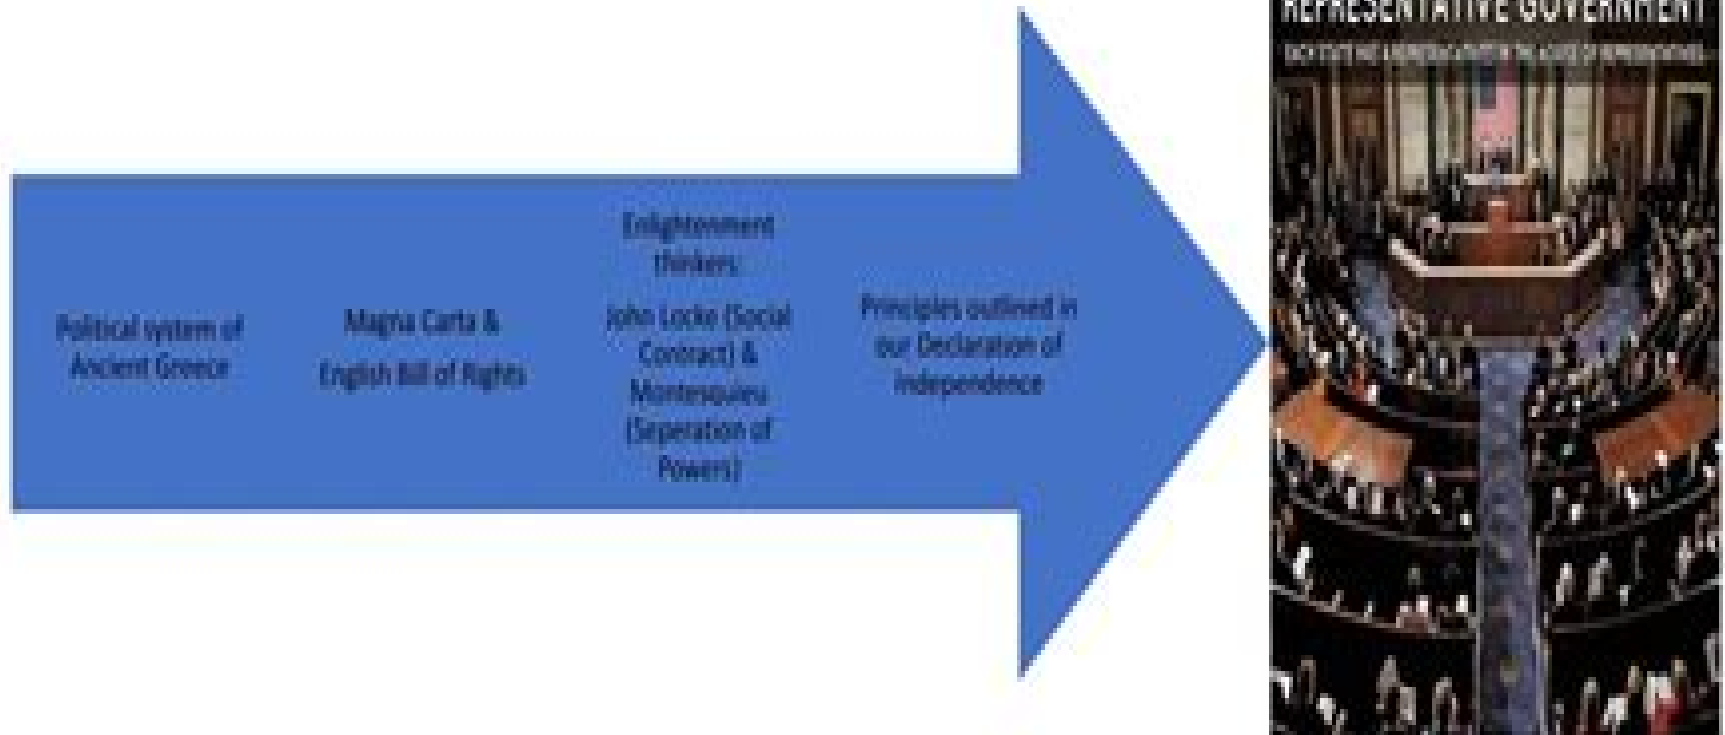 Political system of
Ancient Greece
Magna Carta &
English Bill of Rights
Enlightenment
thinkers
John Locke (Social
Contract) &
Montesquieu
(Seperation of
Powers)
Principles outlined in
our Declaration of
Independence
REPRESENTATIVE GOVERNMENT